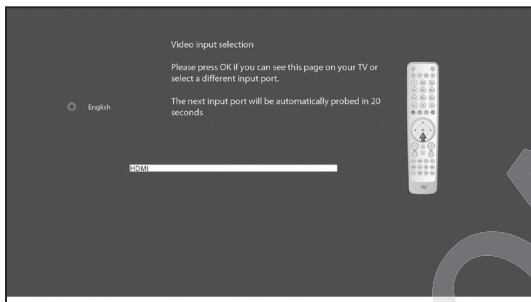 Video input selection
Please press OK if you can see this page on your TV or
select a different input port.
English
The next input port will be automatically probed in 20
seconds
HDMI